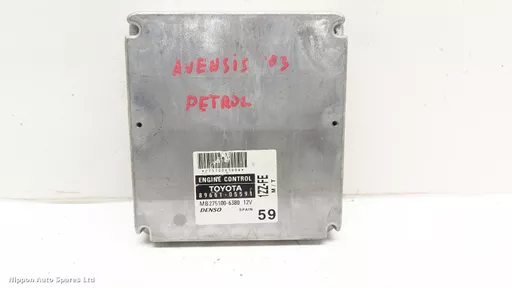 AVENSIS '03
PETROL
ENGINE CONTROL
TOYOTA
89661-05591
MB275100-6380 12V
DENSO SPAIN
59
1ZZ-FE
M/T
Nippon Auto Spares Ltd